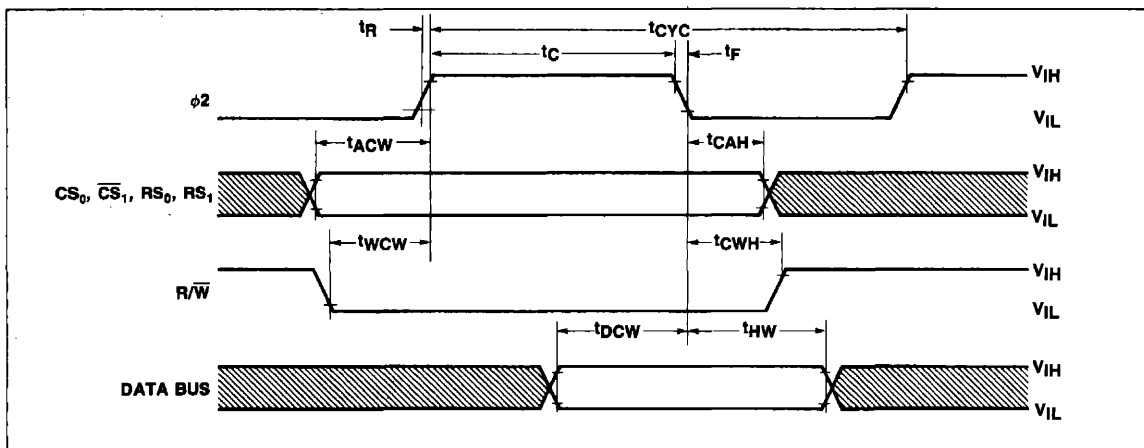 tR tCYC
tC tF
φ2 VIH
VIL
tACW tCAH
CS0, C̅S̅1, RS0, RS1 VIH
VIL
tWCW tCWH
R/W̅ VIH
VIL
tDCW tHW
DATA BUS VIH
VIL